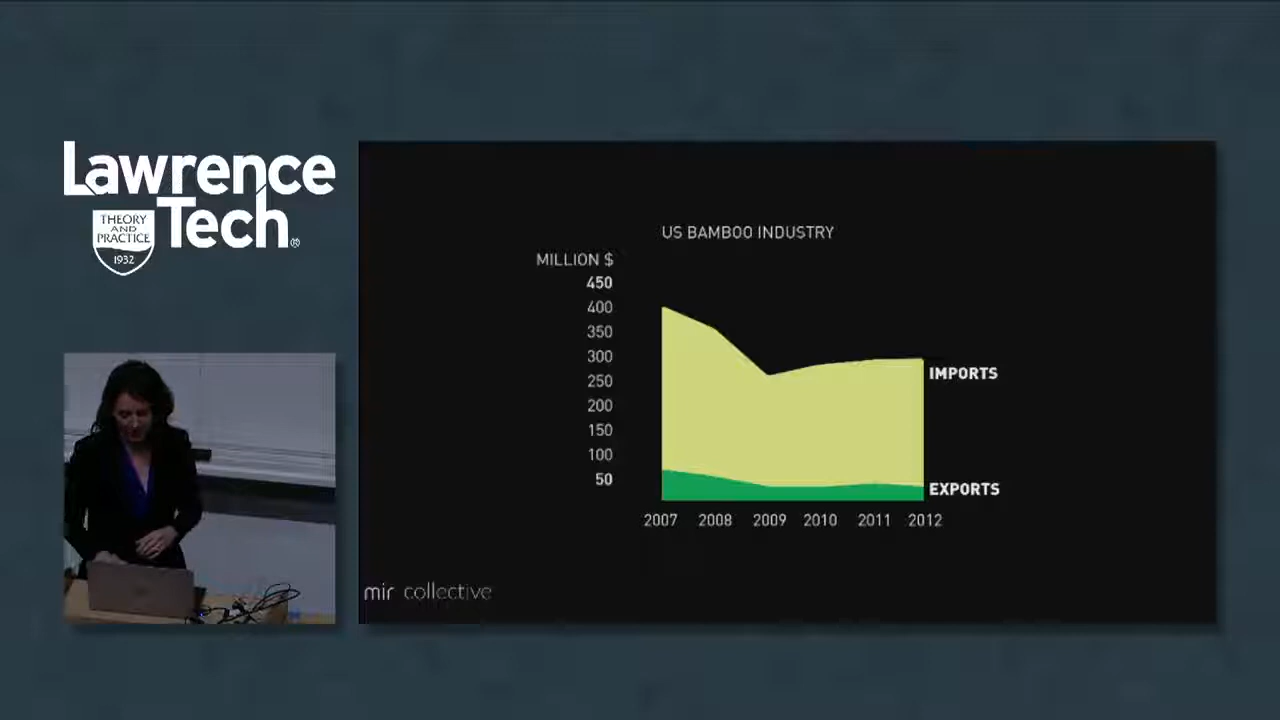 Lawrence
Tech®
THEORY
AND
PRACTICE
1932
US BAMBOO INDUSTRY
MILLION $
450
400
350
300
250
200
150
100
50
IMPORTS
EXPORTS
2007 2008 2009 2010 2011 2012
mir collective